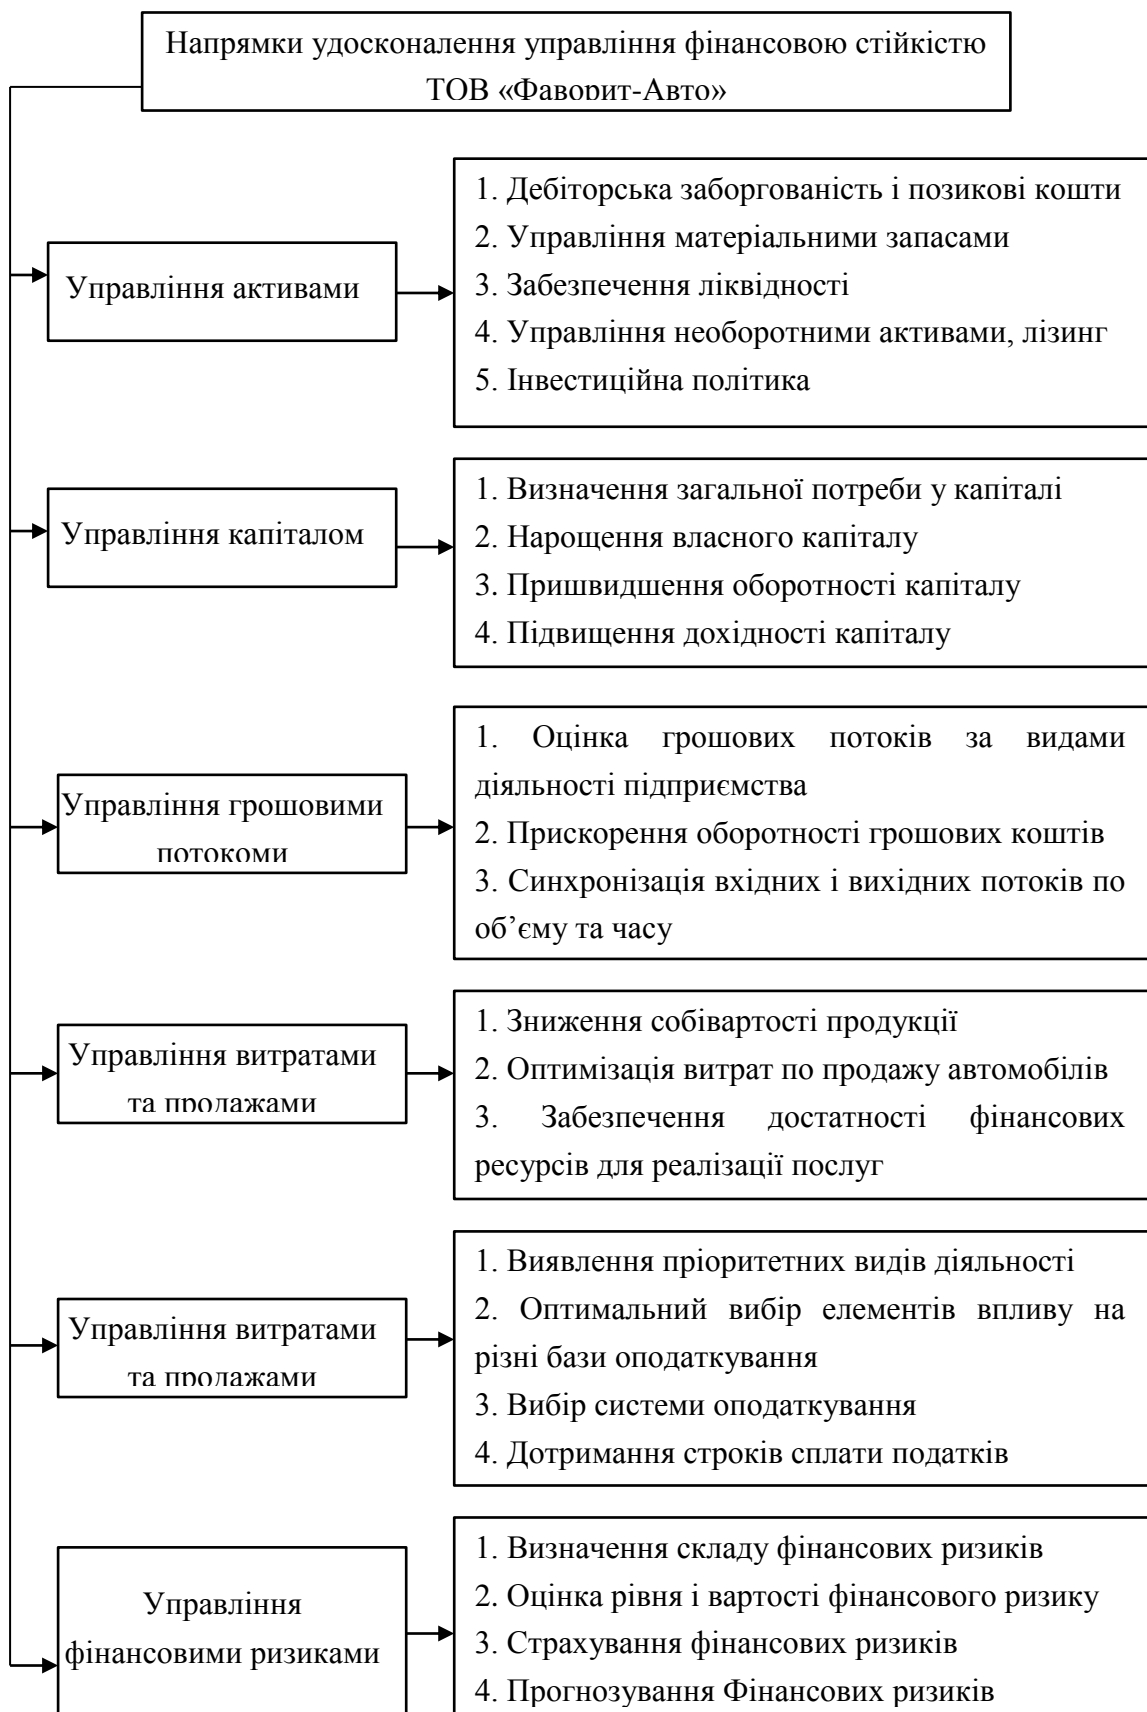 Напрямки удосконалення управління фінансовою стійкістю
ТОВ «Фаворит-Авто»
Управління активами
1. Дебіторська заборгованість і позикові кошти
2. Управління матеріальними запасами
3. Забезпечення ліквідності
4. Управління необоротними активами, лізинг
5. Інвестиційна політика
Управління капіталом
1. Визначення загальної потреби у капіталі
2. Нарощення власного капіталу
3. Пришвидшення оборотності капіталу
4. Підвищення дохідності капіталу
Управління грошовими
потокоми
1. Оцінка грошових потоків за видами
діяльності підприємства
2. Прискорення оборотності грошових коштів
3. Синхронізація вхідних і вихідних потоків по
об’єму та часу
Управління витратами
та продажами
1. Зниження собівартості продукції
2. Оптимізація витрат по продажу автомобілів
3. Забезпечення достатності фінансових
ресурсів для реалізації послуг
Управління витратами
та продажами
1. Виявлення пріоритетних видів діяльності
2. Оптимальний вибір елементів впливу на
різні бази оподаткування
3. Вибір системи оподаткування
4. Дотримання строків сплати податків
Управління
фінансовими ризиками
1. Визначення складу фінансових ризиків
2. Оцінка рівня і вартості фінансового ризику
3. Страхування фінансових ризиків
4. Прогнозування Фінансових ризиків